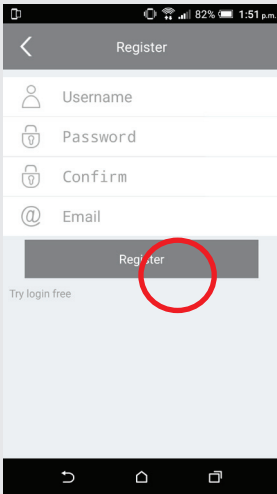 82% 1:51 p.m.
Register
Username
Password
Confirm
@ Email
Register
Try login free